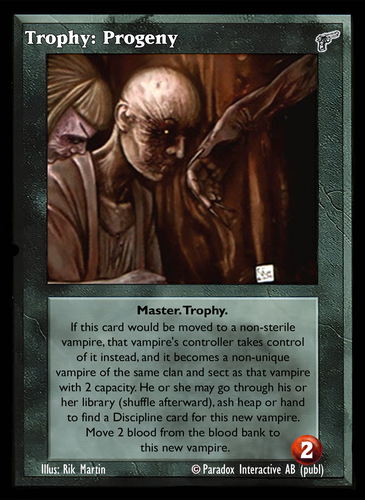 Trophy: Progeny
Master. Trophy.
If this card would be moved to a non-sterile
vampire, that vampire's controller takes control
of it instead, and it becomes a non-unique
vampire of the same clan and sect as that vampire
with 2 capacity. He or she may go through his or
her library (shuffle afterward), ash heap or hand
to find a Discipline card for this new vampire.
Move 2 blood from the blood bank to
this new vampire.
2
Illus: Rik Martin © Paradox Interactive AB (publ)